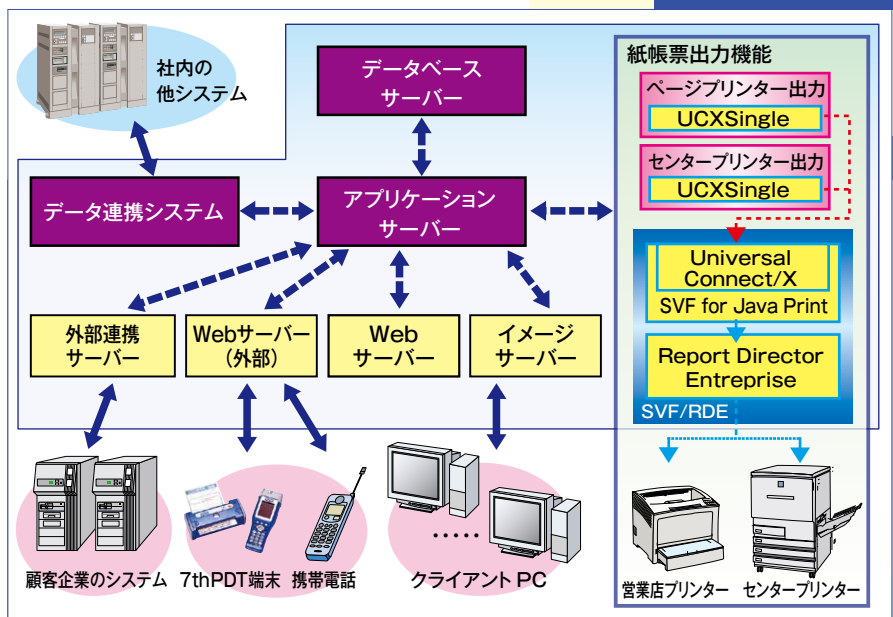 社内の
他システム
データベース
サーバー
データ連携システム
アプリケーション
サーバー
外部連携
サーバー
Webサーバー
(外部)
Web
サーバー
イメージ
サーバー
顧客企業のシステム
7thPDT端末
携帯電話
・・・・・
クライアントPC
紙帳票出力機能
ページプリンター出力
UCXSingle
センタープリンター出力
UCXSingle
Universal
Connect/X
SVF for Java Print
Report Director
Entreprise
SVF/RDE
営業店プリンター
センタープリンター